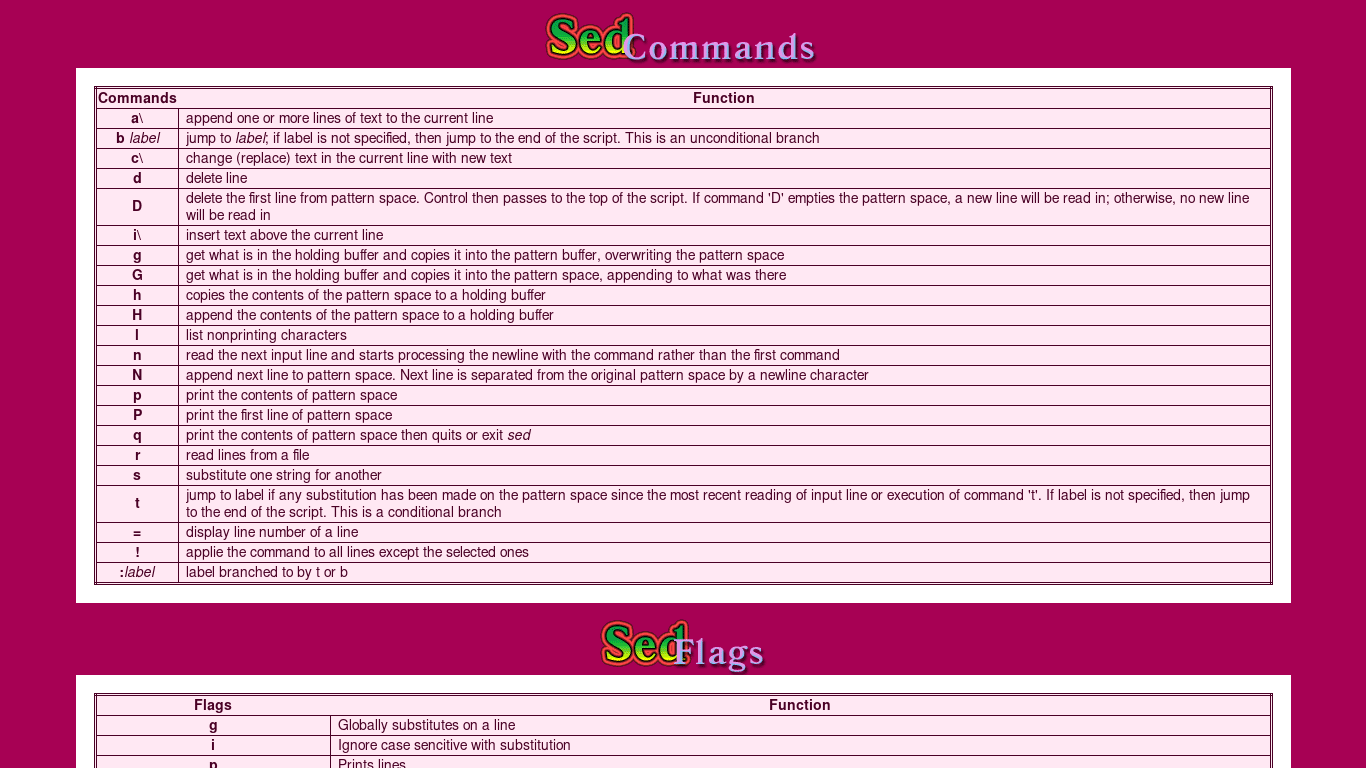 Sed Commands
Commands Function
a\ append one or more lines of text to the current line
b label jump to label; if label is not specified, then jump to the end of the script. This is an unconditional branch
c\ change (replace) text in the current line with new text
d delete line
D delete the first line from pattern space. Control then passes to the top of the script. If command 'D' empties the pattern space, a new line will be read in; otherwise, no new line
will be read in
i\ insert text above the current line
g get what is in the holding buffer and copies it into the pattern buffer, overwriting the pattern space
G get what is in the holding buffer and copies it into the pattern space, appending to what was there
h copies the contents of the pattern space to a holding buffer
H append the contents of the pattern space to a holding buffer
l list nonprinting characters
n read the next input line and starts processing the newline with the command rather than the first command
N append next line to pattern space. Next line is separated from the original pattern space by a newline character
p print the contents of pattern space
P print the first line of pattern space
q print the contents of pattern space then quits or exit sed
r read lines from a file
s substitute one string for another
t jump to label if any substitution has been made on the pattern space since the most recent reading of input line or execution of command 't'. If label is not specified, then jump
to the end of the script. This is a conditional branch
= display line number of a line
! applie the command to all lines except the selected ones
:label label branched to by t or b
Sed Flags
Flags Function
g Globally substitutes on a line
i Ignore case sencitive with substitution
p Prints lines